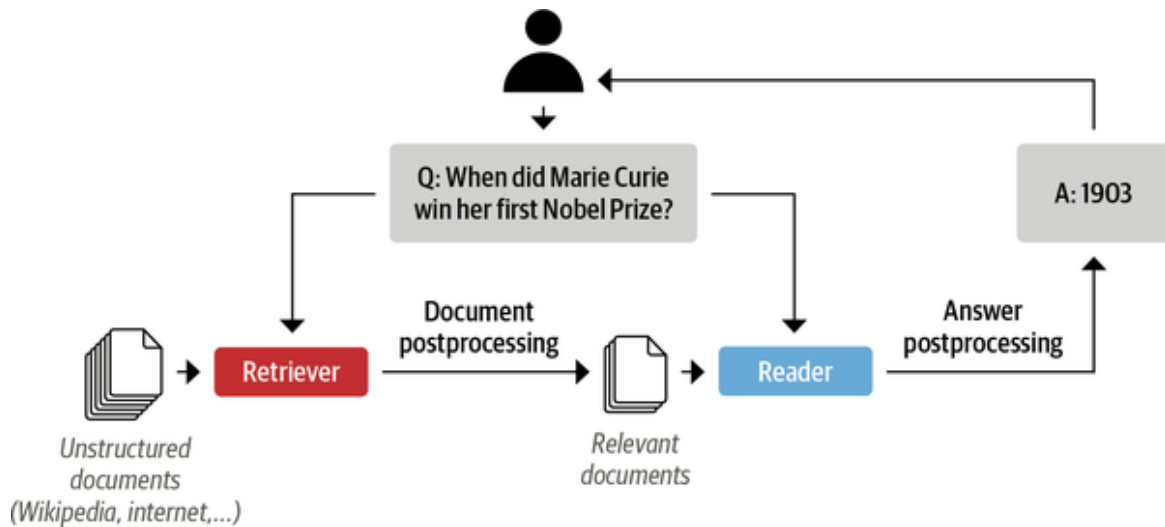 Q: When did Marie Curie
win her first Nobel Prize?
A: 1903
Document
postprocessing
Answer
postprocessing
Retriever
Reader
Unstructured
documents
(Wikipedia, internet,...)
Relevant
documents